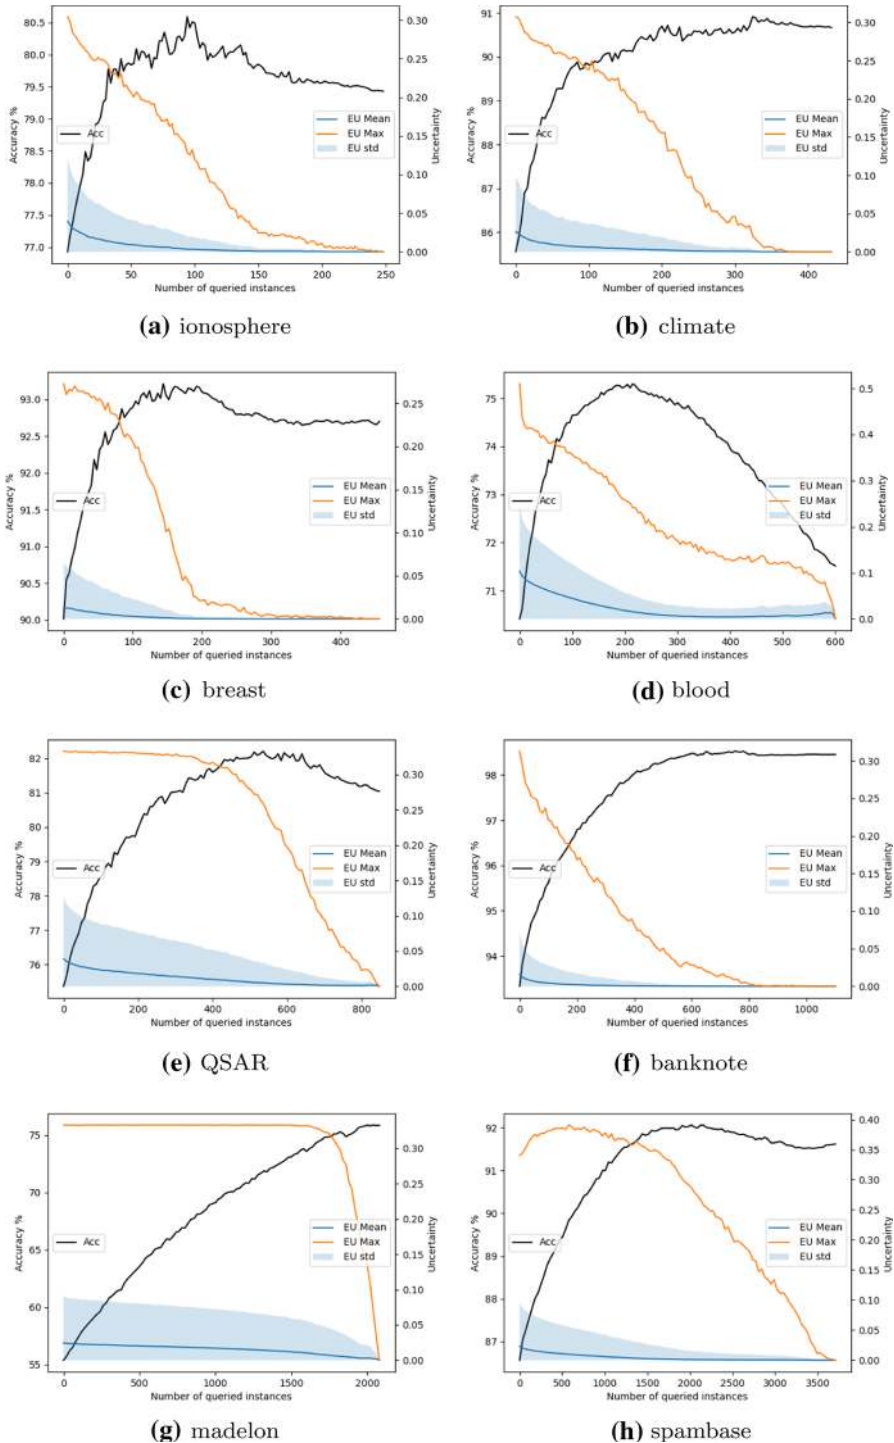 80.5
80.0
79.5
79.0
78.5
78.0
77.5
77.0
Accuracy %
Acc
EU Mean
EU Max
EU std
0.30
0.25
0.20
0.15
0.10
0.05
0.00
Uncertainty
0 50 100 150 200 250
Number of queried instances
(a) ionosphere
91
90
89
88
87
86
Accuracy %
Acc
EU Mean
EU Max
EU std
0.30
0.25
0.20
0.15
0.10
0.05
0.00
Uncertainty
0 100 200 300 400
Number of queried instances
(b) climate
93.0
92.5
92.0
91.5
91.0
90.5
90.0
Accuracy %
Acc
EU Mean
EU Max
EU std
0.25
0.20
0.15
0.10
0.05
0.00
Uncertainty
0 100 200 300 400
Number of queried instances
(c) breast
75
74
73
72
71
Accuracy %
Acc
EU Mean
EU Max
EU std
0.5
0.4
0.3
0.2
0.1
0.0
Uncertainty
0 100 200 300 400 500 600
Number of queried instances
(d) blood
82
81
80
79
78
77
76
Accuracy %
Acc
EU Mean
EU Max
EU std
0.30
0.25
0.20
0.15
0.10
0.05
0.00
Uncertainty
0 200 400 600 800
Number of queried instances
(e) QSAR
98
97
96
95
94
Accuracy %
Acc
EU Mean
EU Max
EU std
0.30
0.25
0.20
0.15
0.10
0.05
0.00
Uncertainty
0 200 400 600 800 1000
Number of queried instances
(f) banknote
75
70
65
60
55
Accuracy %
Acc
EU Mean
EU Max
EU std
0.30
0.25
0.20
0.15
0.10
0.05
0.00
Uncertainty
0 500 1000 1500 2000
Number of queried instances
(g) madelon
92
91
90
89
88
87
Accuracy %
Acc
EU Mean
EU Max
EU std
0.40
0.35
0.30
0.25
0.20
0.15
0.10
0.05
0.00
Uncertainty
0 500 1000 1500 2000 2500 3000 3500
Number of queried instances
(h) spambase